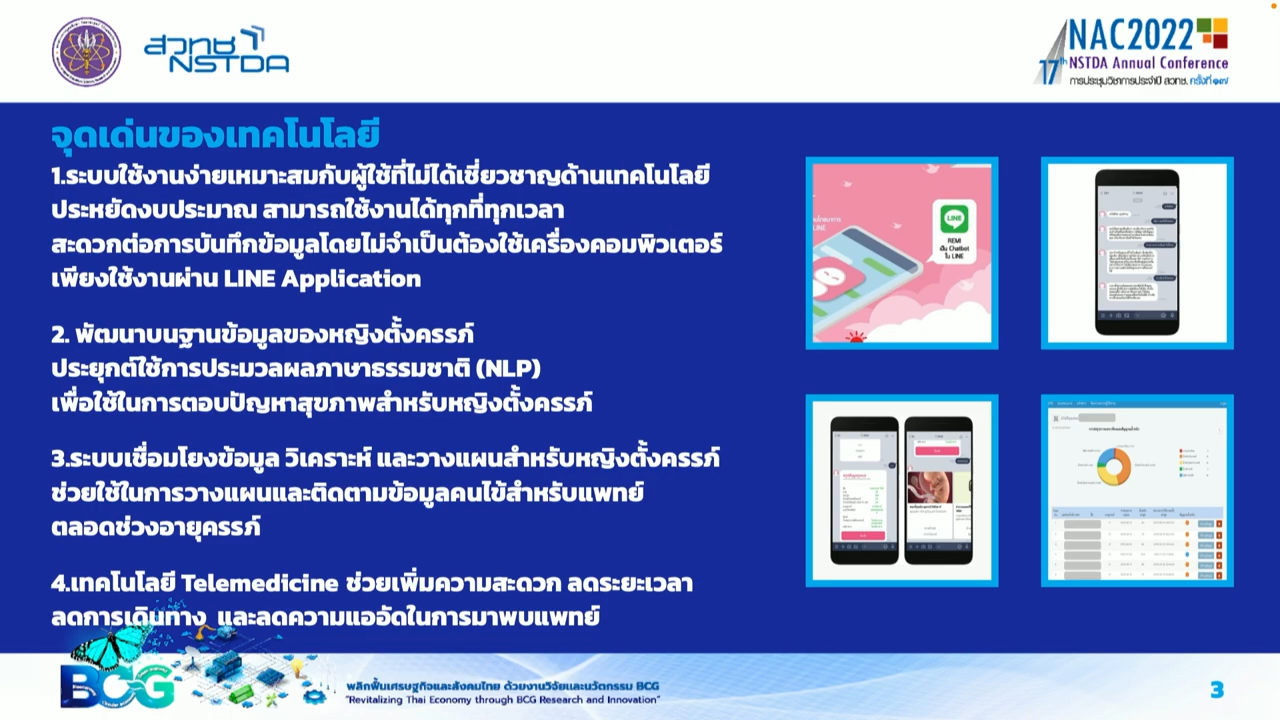 สวทช
NSTDA
NAC2022
17th NSTDA Annual Conference
การประชุมวิชาการประจำปี สวทช. ครั้งที่ ๑๗
จุดเด่นของเทคโนโลยี
1.ระบบใช้งานง่ายเหมาะสมกับผู้ใช้ที่ไม่ได้เชี่ยวชาญด้านเทคโนโลยี
ประหยัดงบประมาณ สามารถใช้งานได้ทุกที่ทุกเวลา
สะดวกต่อการบันทึกข้อมูลโดยไม่จำเป็นต้องใช้เครื่องคอมพิวเตอร์
เพียงใช้งานผ่าน LINE Application
2. พัฒนาบนฐานข้อมูลของหญิงตั้งครรภ์
ประยุกต์ใช้การประมวลผลภาษาธรรมชาติ (NLP)
เพื่อใช้ในการตอบปัญหาสุขภาพสำหรับหญิงตั้งครรภ์
3.ระบบเชื่อมโยงข้อมูล วิเคราะห์ และวางแผนสำหรับหญิงตั้งครรภ์
ช่วยใช้ในการวางแผนและติดตามข้อมูลคนไข้สำหรับแพทย์
ตลอดช่วงอายุครรภ์
4.เทคโนโลยี Telemedicine ช่วยเพิ่มความสะดวก ลดระยะเวลา
ลดการเดินทาง และลดความแออัดในการมาพบแพทย์
LINE
REMI
เป็น Chatbot
ใน LINE
BCG
พลิกฟื้นเศรษฐกิจและสังคมไทย ด้วยงานวิจัยและนวัตกรรม BCG
"Revitalizing Thai Economy through BCG Research and Innovation"
3